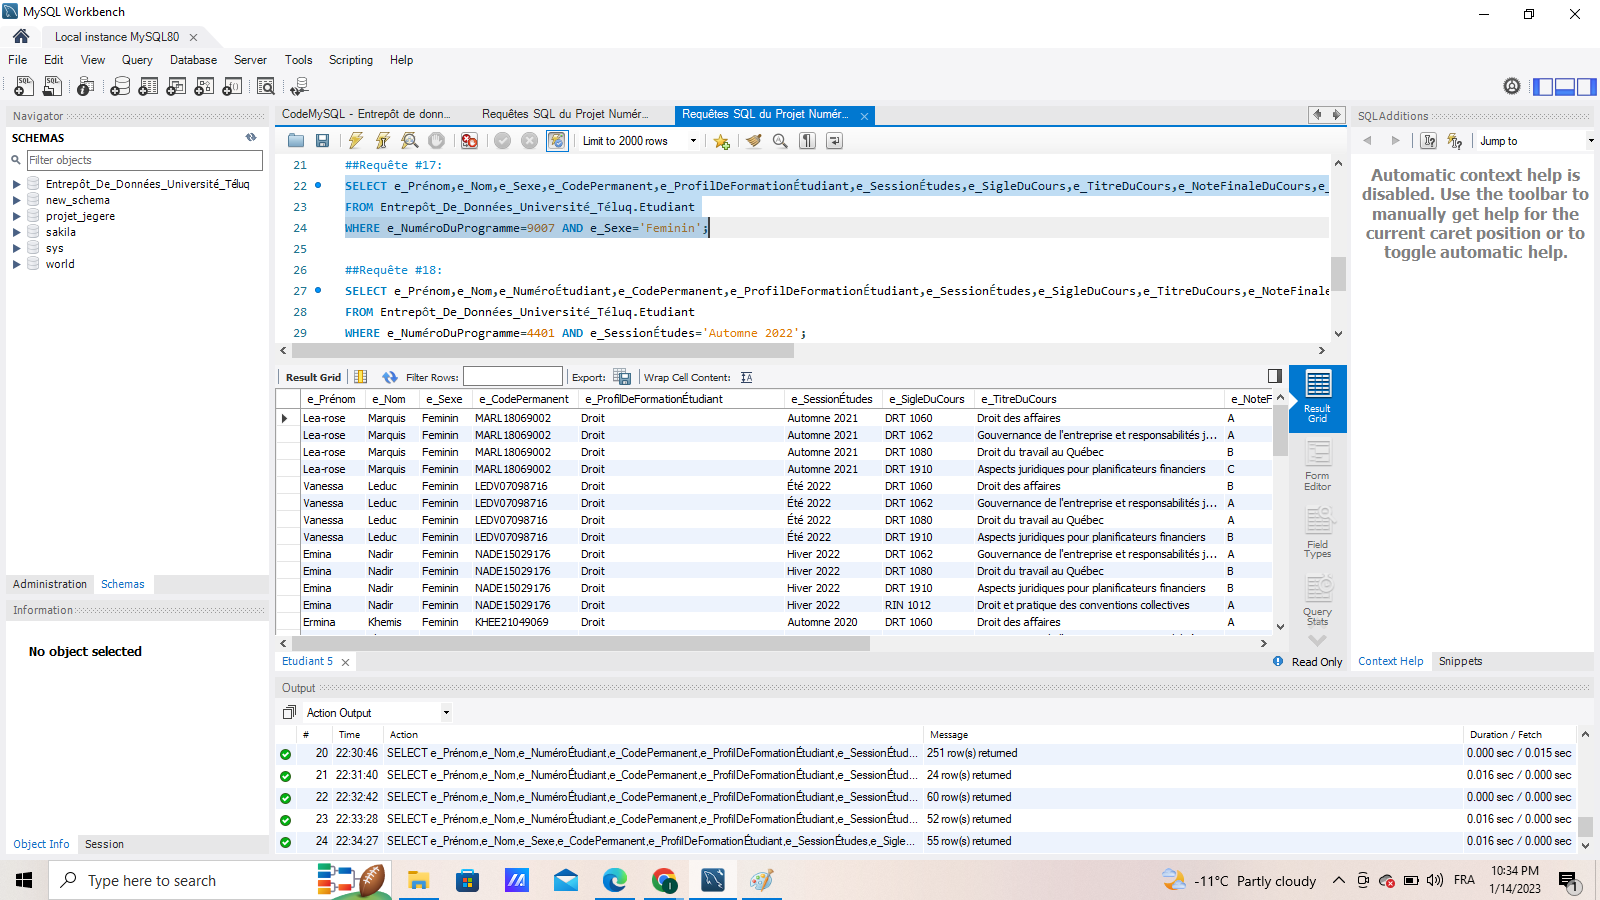 MySQL Workbench
Local instance MySQL80
File Edit View Query Database Server Tools Scripting Help
Navigator
SCHEMAS
Filter objects
Entrepôt_De_Données_Université_Téluq
new_schema
projet_jegere
sakila
sys
world
Administration Schemas
Information
No object selected
Object Info Session
CodeMySQL - Entrepôt de donn... Requêtes SQL du Projet Numér... Requêtes SQL du Projet Numér...
Limit to 2000 rows
21 ##Requête #17:
22 SELECT e_Prénom,e_Nom,e_Sexe,e_CodePermanent,e_ProfilDeFormationÉtudiant,e_SessionÉtudes,e_SigleDuCours,e_TitreDuCours,e_NoteFinaleDuCours,e_
23 FROM Entrepôt_De_Données_Université_Téluq.Etudiant
24 WHERE e_NuméroDuProgramme=9007 AND e_Sexe='Feminin';
25
26 ##Requête #18:
27 SELECT e_Prénom,e_Nom,e_NuméroÉtudiant,e_CodePermanent,e_ProfilDeFormationÉtudiant,e_SessionÉtudes,e_SigleDuCours,e_TitreDuCours,e_NoteFinale
28 FROM Entrepôt_De_Données_Université_Téluq.Etudiant
29 WHERE e_NuméroDuProgramme=4401 AND e_SessionÉtudes='Automne 2022';
Result Grid Filter Rows: Export: Wrap Cell Content:
e_Prénom e_Nom e_Sexe e_CodePermanent e_ProfilDeFormationÉtudiant e_SessionÉtudes e_SigleDuCours e_TitreDuCours e_NoteF
Lea-rose Marquis Feminin MARL18069002 Droit Automne 2021 DRT 1060 Droit des affaires A
Lea-rose Marquis Feminin MARL18069002 Droit Automne 2021 DRT 1062 Gouvernance de l'entreprise et responsabilités j... A
Lea-rose Marquis Feminin MARL18069002 Droit Automne 2021 DRT 1080 Droit du travail au Québec B
Lea-rose Marquis Feminin MARL18069002 Droit Automne 2021 DRT 1910 Aspects juridiques pour planificateurs financiers C
Vanessa Leduc Feminin LEDV07098716 Droit Été 2022 DRT 1060 Droit des affaires B
Vanessa Leduc Feminin LEDV07098716 Droit Été 2022 DRT 1062 Gouvernance de l'entreprise et responsabilités j... A
Vanessa Leduc Feminin LEDV07098716 Droit Été 2022 DRT 1080 Droit du travail au Québec A
Vanessa Leduc Feminin LEDV07098716 Droit Été 2022 DRT 1910 Aspects juridiques pour planificateurs financiers B
Emina Nadir Feminin NADE15029176 Droit Hiver 2022 DRT 1062 Gouvernance de l'entreprise et responsabilités j... A
Emina Nadir Feminin NADE15029176 Droit Hiver 2022 DRT 1080 Droit du travail au Québec B
Emina Nadir Feminin NADE15029176 Droit Hiver 2022 DRT 1910 Aspects juridiques pour planificateurs financiers B
Emina Nadir Feminin NADE15029176 Droit Hiver 2022 RIN 1012 Droit et pratique des conventions collectives A
Ermina Khemis Feminin KHEE21049069 Droit Automne 2020 DRT 1060 Droit des affaires A
Result Grid
Form Editor
Field Types
Query Stats
Etudiant 5
Read Only
SQLAdditions
Jump to
Automatic context help is
disabled. Use the toolbar to
manually get help for the
current caret position or to
toggle automatic help.
Context Help Snippets
Output
Action Output
# Time Action Message Duration / Fetch
20 22:30:46 SELECT e_Prénom,e_Nom,e_NuméroÉtudiant,e_CodePermanent,e_ProfilDeFormationÉtudiant,e_SessionÉtud... 251 row(s) returned 0.000 sec / 0.015 sec
21 22:31:40 SELECT e_Prénom,e_Nom,e_NuméroÉtudiant,e_CodePermanent,e_ProfilDeFormationÉtudiant,e_SessionÉtud... 24 row(s) returned 0.016 sec / 0.000 sec
22 22:32:42 SELECT e_Prénom,e_Nom,e_NuméroÉtudiant,e_CodePermanent,e_ProfilDeFormationÉtudiant,e_SessionÉtud... 60 row(s) returned 0.000 sec / 0.000 sec
23 22:33:28 SELECT e_Prénom,e_Nom,e_NuméroÉtudiant,e_CodePermanent,e_ProfilDeFormationÉtudiant,e_SessionÉtud... 52 row(s) returned 0.016 sec / 0.000 sec
24 22:34:27 SELECT e_Prénom,e_Nom,e_Sexe,e_CodePermanent,e_ProfilDeFormationÉtudiant,e_SessionÉtudes,e_Sigle... 55 row(s) returned 0.016 sec / 0.000 sec
Type here to search
-11°C Partly cloudy
FRA
10:34 PM
1/14/2023
1